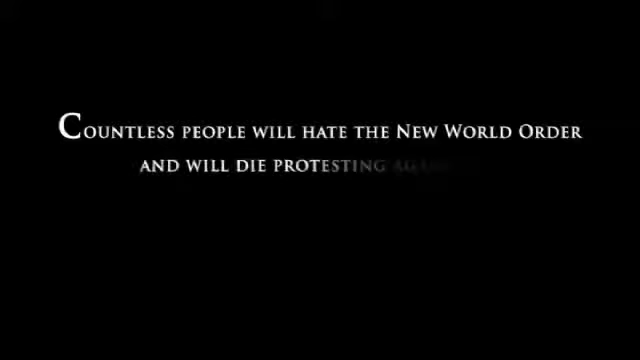 Countless people will hate the New World Order
and will die protesting